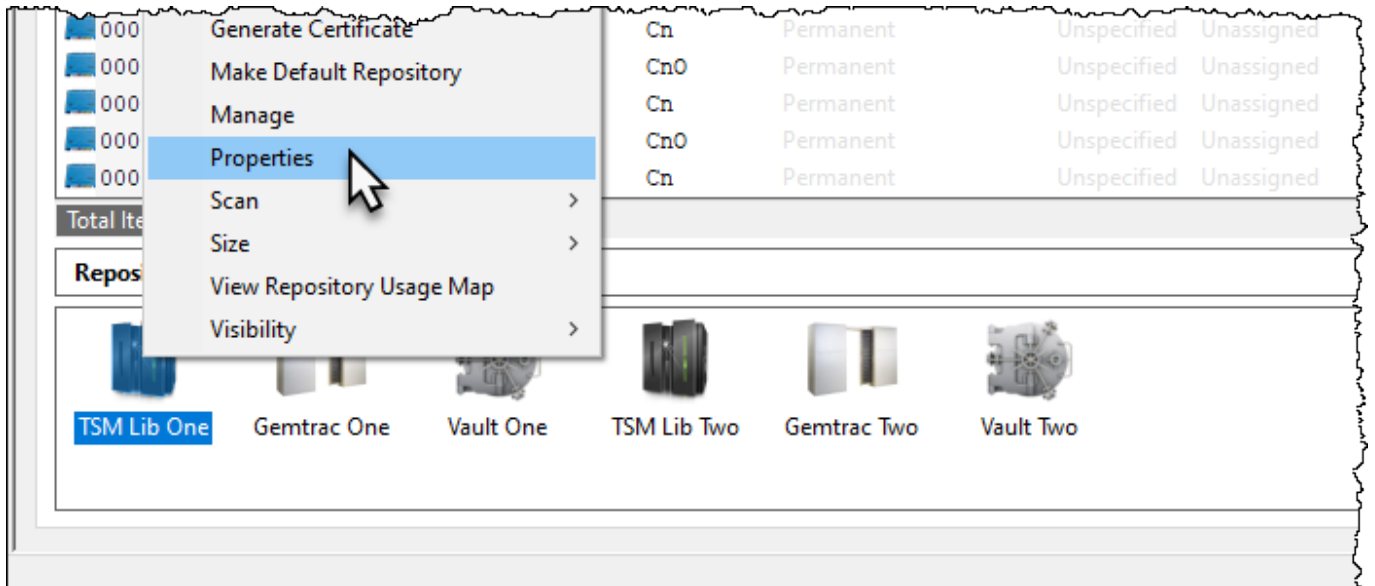 000 Generate Certificate Cn Permanent Unspecified Unassigned
000 Make Default Repository CnO Permanent Unspecified Unassigned
000 Manage Cn Permanent Unspecified Unassigned
000 Properties CnO Permanent Unspecified Unassigned
000 Scan > Cn Permanent Unspecified Unassigned
Total Ite
Size >
Reposi
View Repository Usage Map
Visibility >
TSM Lib One Gemtrac One Vault One TSM Lib Two Gemtrac Two Vault Two